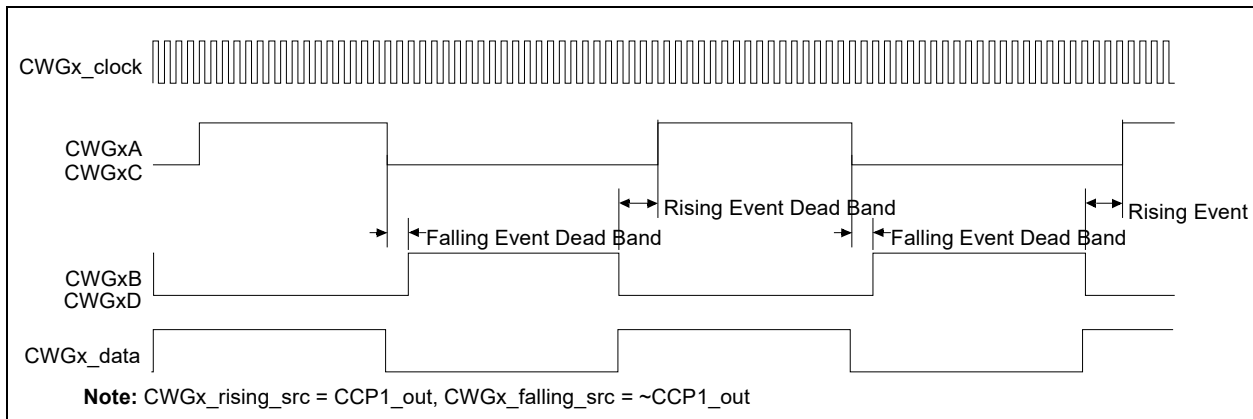 CWGx_clock
CWGxA
CWGxC
Rising Event Dead Band
Rising Event
Falling Event Dead Band
Falling Event Dead Band
CWGxB
CWGxD
CWGx_data
Note: CWGx_rising_src = CCP1_out, CWGx_falling_src = ~CCP1_out